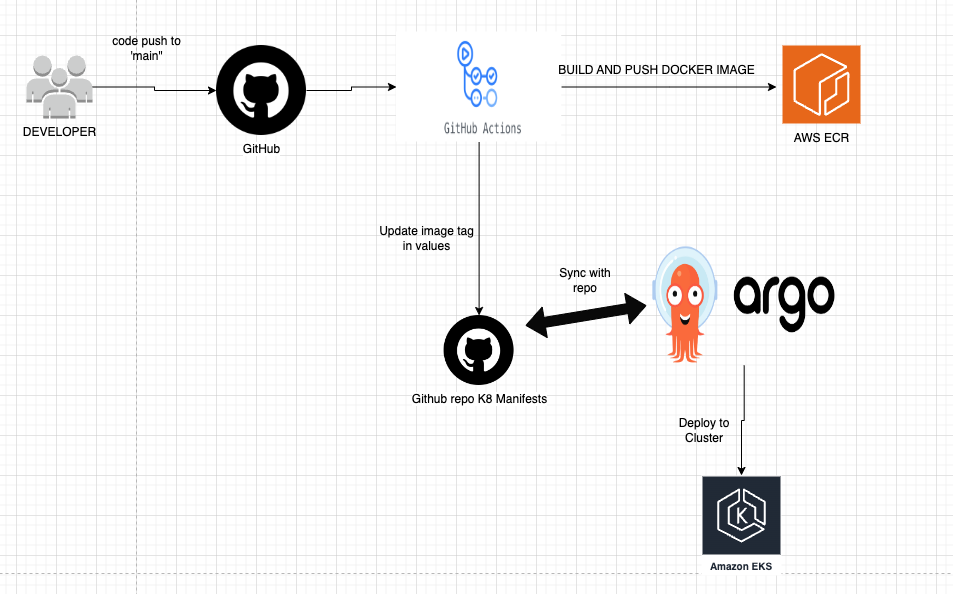 code push to
'main"
DEVELOPER
GitHub
GitHub Actions
BUILD AND PUSH DOCKER IMAGE
AWS ECR
Update image tag
in values
Sync with
repo
argo
Github repo K8 Manifests
Deploy to
Cluster
K
Amazon EKS